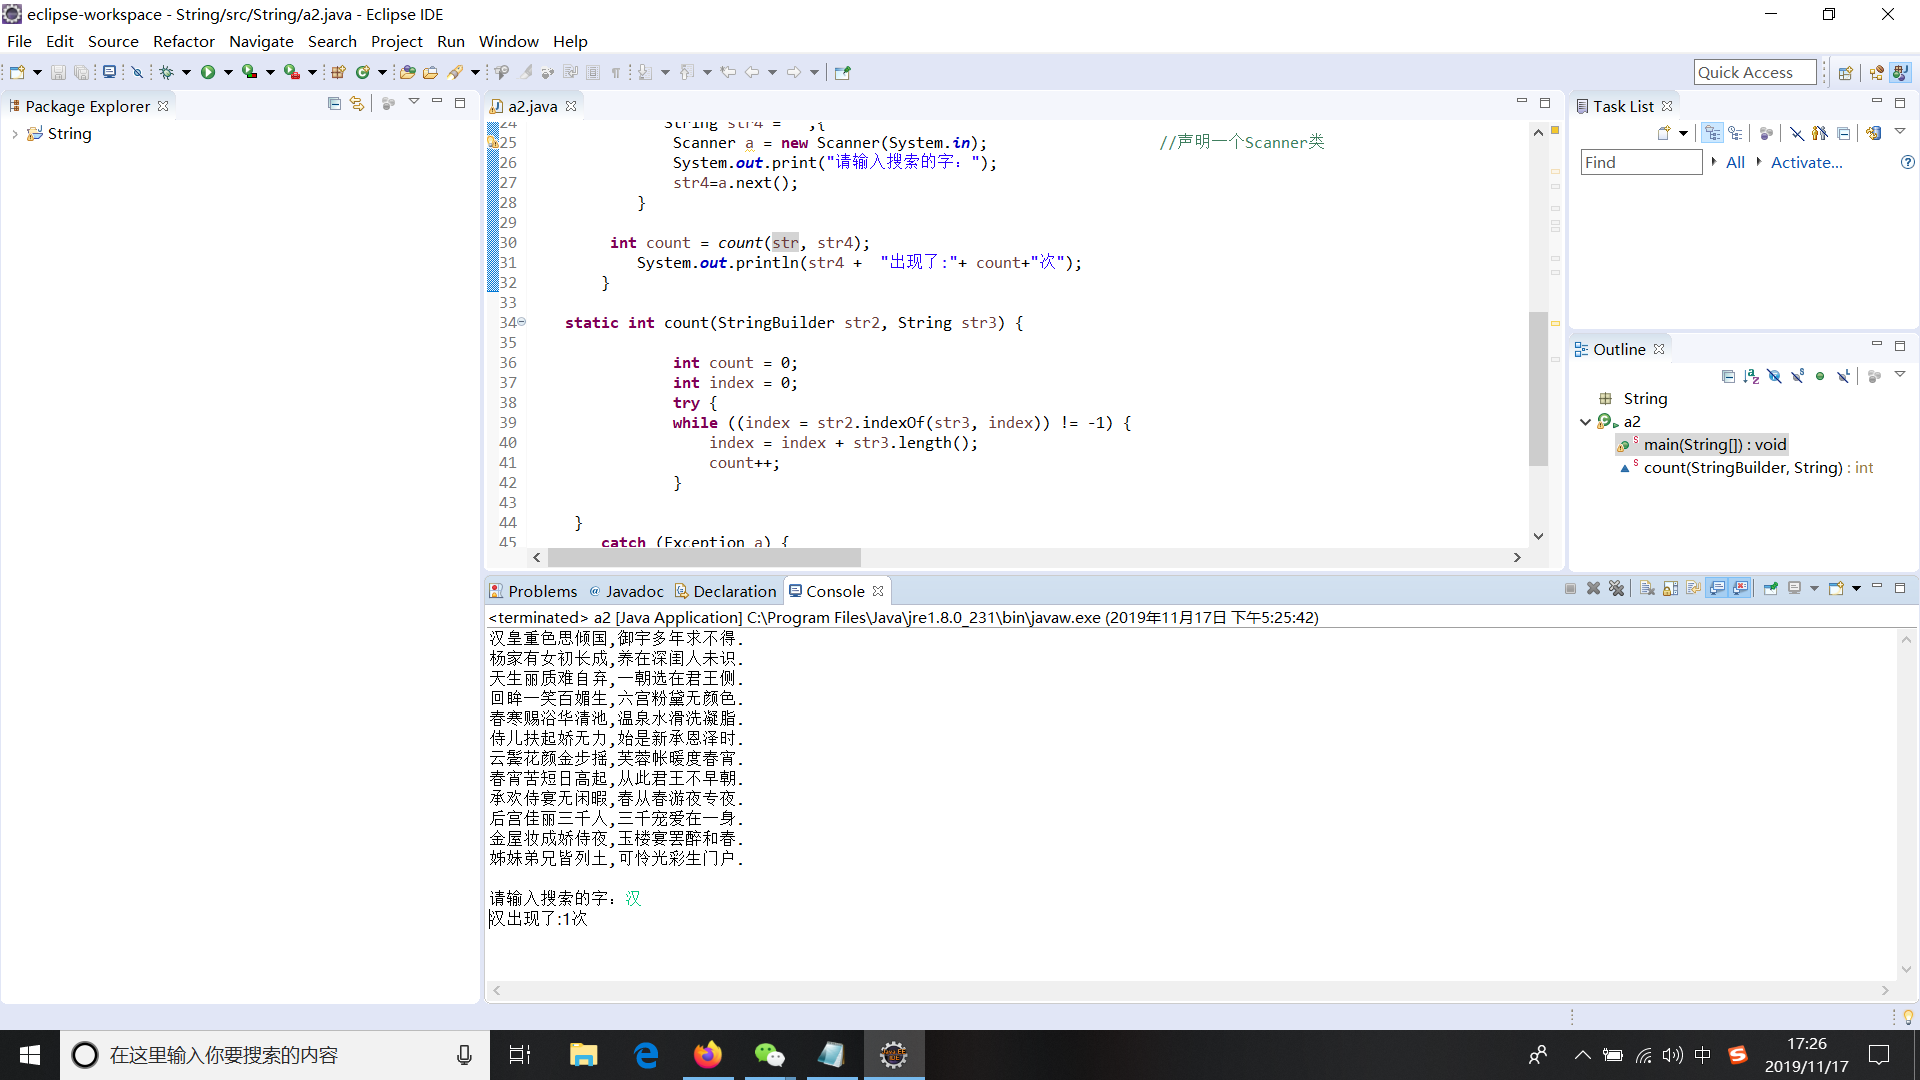 eclipse-workspace - String/src/String/a2.java - Eclipse IDE
File Edit Source Refactor Navigate Search Project Run Window Help
Quick Access
Package Explorer
String
a2.java
24 String str4 = "";{
25 Scanner a = new Scanner(System.in); //声明一个Scanner类
26 System.out.print("请输入搜索的字: ");
27 str4=a.next();
28 }
29
30 int count = count(str, str4);
31 System.out.println(str4 + "出现了:"+ count+"次");
32 }
33
34 static int count(StringBuilder str2, String str3) {
35
36 int count = 0;
37 int index = 0;
38 try {
39 while ((index = str2.indexOf(str3, index)) != -1) {
40 index = index + str3.length();
41 count++;
42 }
43
44 }
45 catch (Exception a) {
Task List
Find All Activate...
Outline
String
a2
main(String[]) : void
count(StringBuilder, String) : int
Problems @ Javadoc Declaration Console
<terminated> a2 [Java Application] C:\Program Files\Java\jre1.8.0_231\bin\javaw.exe (2019年11月17日 下午5:25:42)
汉皇重色思倾国,御宇多年求不得.
杨家有女初长成,养在深闺人未识.
天生丽质难自弃,一朝选在君王侧.
回眸一笑百媚生,六宫粉黛无颜色.
春寒赐浴华清池,温泉水滑洗凝脂.
侍儿扶起娇无力,始是新承恩泽时.
云鬓花颜金步摇,芙蓉帐暖度春宵.
春宵苦短日高起,从此君王不早朝.
承欢侍宴无闲暇,春从春游夜专夜.
后宫佳丽三千人,三千宠爱在一身.
金屋妆成娇侍夜,玉楼宴罢醉和春.
姊妹弟兄皆列土,可怜光彩生门户.
请输入搜索的字: 汉
汉出现了:1次
在这里输入你要搜索的内容
中
17:26
2019/11/17